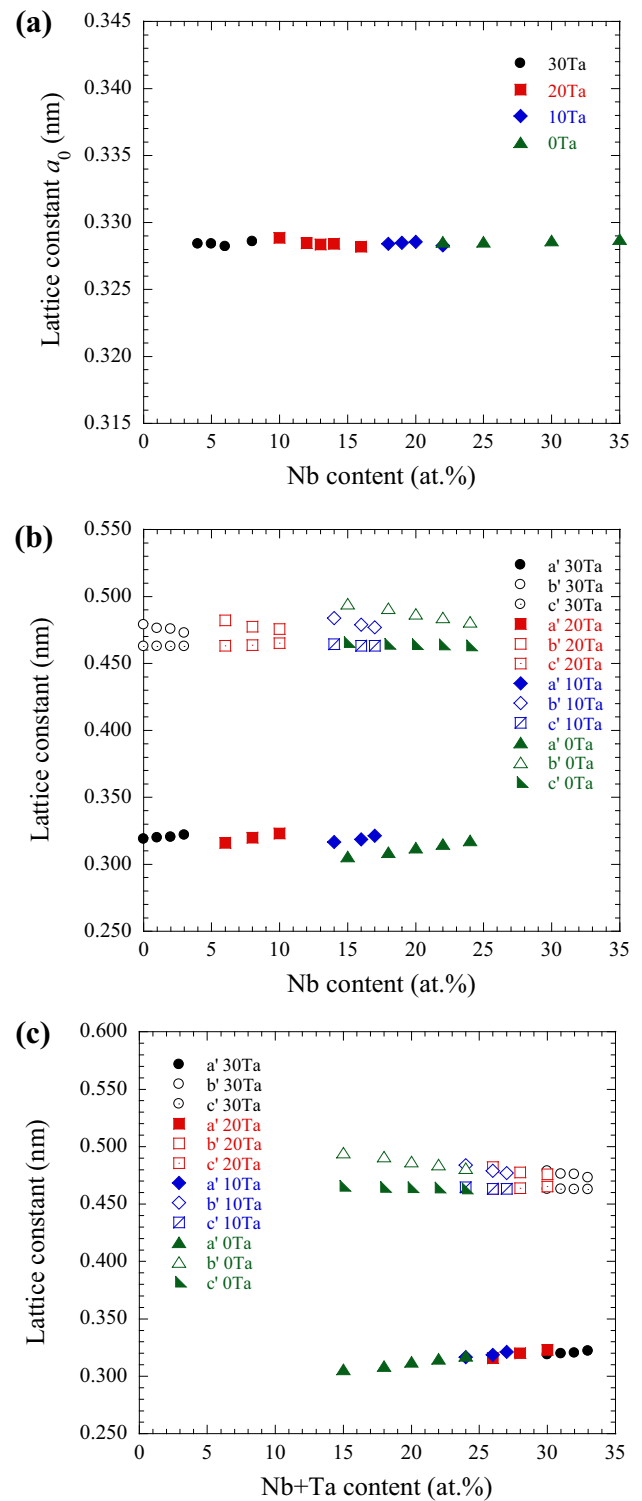 (a)
0.345
0.340
0.335
0.330
0.325
0.320
0.315
Lattice constant a₀ (nm)
30Ta
20Ta
10Ta
0Ta
0 5 10 15 20 25 30 35
Nb content (at.%)
(b)
0.550
0.500
0.450
0.400
0.350
0.300
0.250
Lattice constant (nm)
a' 30Ta
b' 30Ta
c' 30Ta
a' 20Ta
b' 20Ta
c' 20Ta
a' 10Ta
b' 10Ta
c' 10Ta
a' 0Ta
b' 0Ta
c' 0Ta
0 5 10 15 20 25 30 35
Nb content (at.%)
(c)
0.600
0.550
0.500
0.450
0.400
0.350
0.300
0.250
Lattice constant (nm)
a' 30Ta
b' 30Ta
c' 30Ta
a' 20Ta
b' 20Ta
c' 20Ta
a' 10Ta
b' 10Ta
c' 10Ta
a' 0Ta
b' 0Ta
c' 0Ta
0 5 10 15 20 25 30 35
Nb+Ta content (at.%)